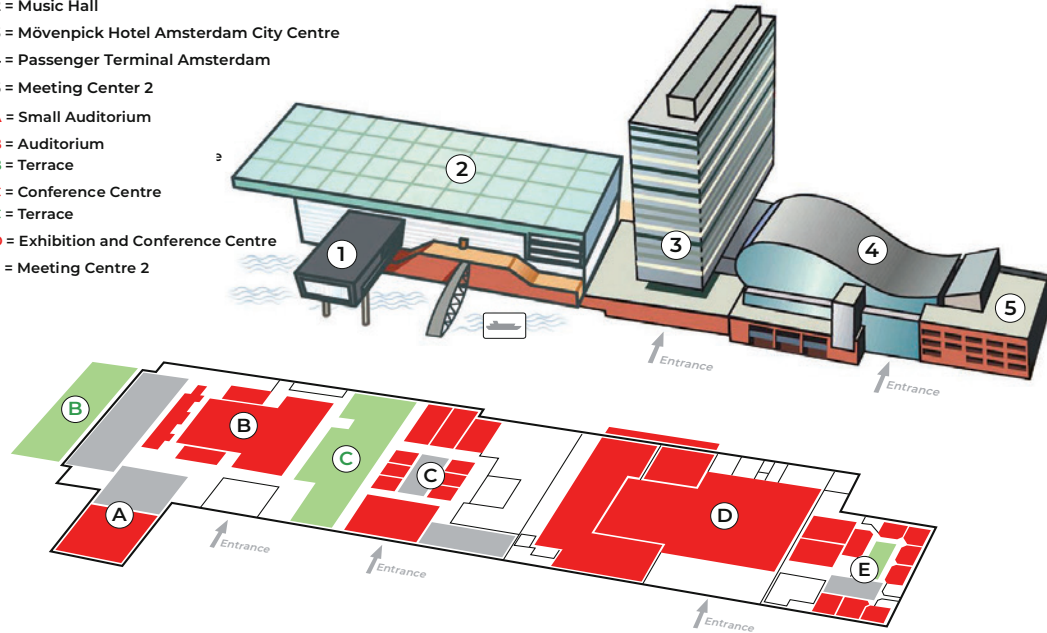 = Music Hall
= Mövenpick Hotel Amsterdam City Centre
= Passenger Terminal Amsterdam
= Meeting Center 2
= Small Auditorium
= Auditorium
= Terrace
= Conference Centre
= Terrace
= Exhibition and Conference Centre
= Meeting Centre 2
1
2
3
4
5
Entrance
Entrance
B
B
C
C
A
D
E
Entrance
Entrance
Entrance